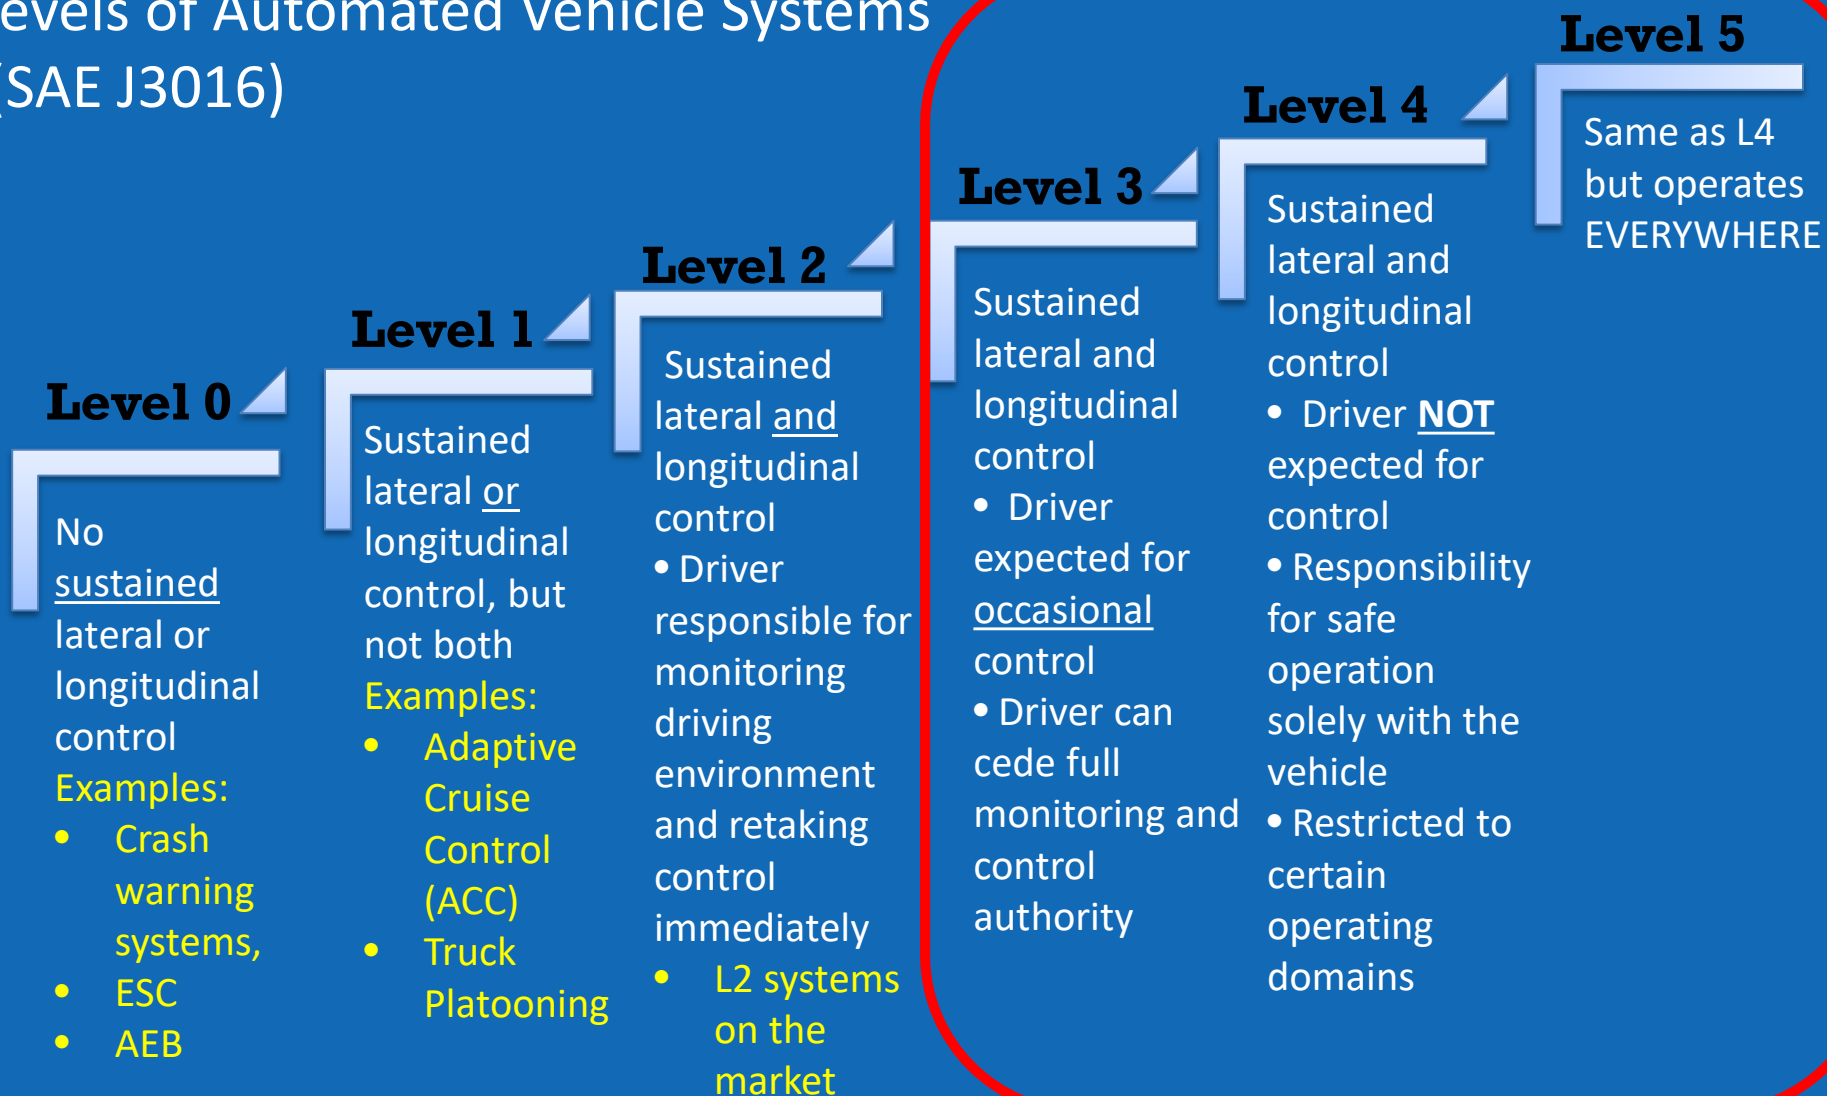 evels of Automated Vehicle Systems
(SAE J3016)
Level 0
No
sustained
lateral or
longitudinal
control
Examples:
• Crash
warning
systems,
• ESC
• AEB
Level 1
Sustained
lateral or
longitudinal
control, but
not both
Examples:
• Adaptive
Cruise
Control
(ACC)
• Truck
Platooning
Level 2
Sustained
lateral and
longitudinal
control
• Driver
responsible for
monitoring
driving
environment
and retaking
control
immediately
• L2 systems
on the
market
Level 3
Sustained
lateral and
longitudinal
control
• Driver
expected for
occasional
control
• Driver can
cede full
monitoring and
control
authority
Level 4
Sustained
lateral and
longitudinal
control
• Driver NOT
expected for
control
• Responsibility
for safe
operation
solely with the
vehicle
• Restricted to
certain
operating
domains
Level 5
Same as L4
but operates
EVERYWHERE